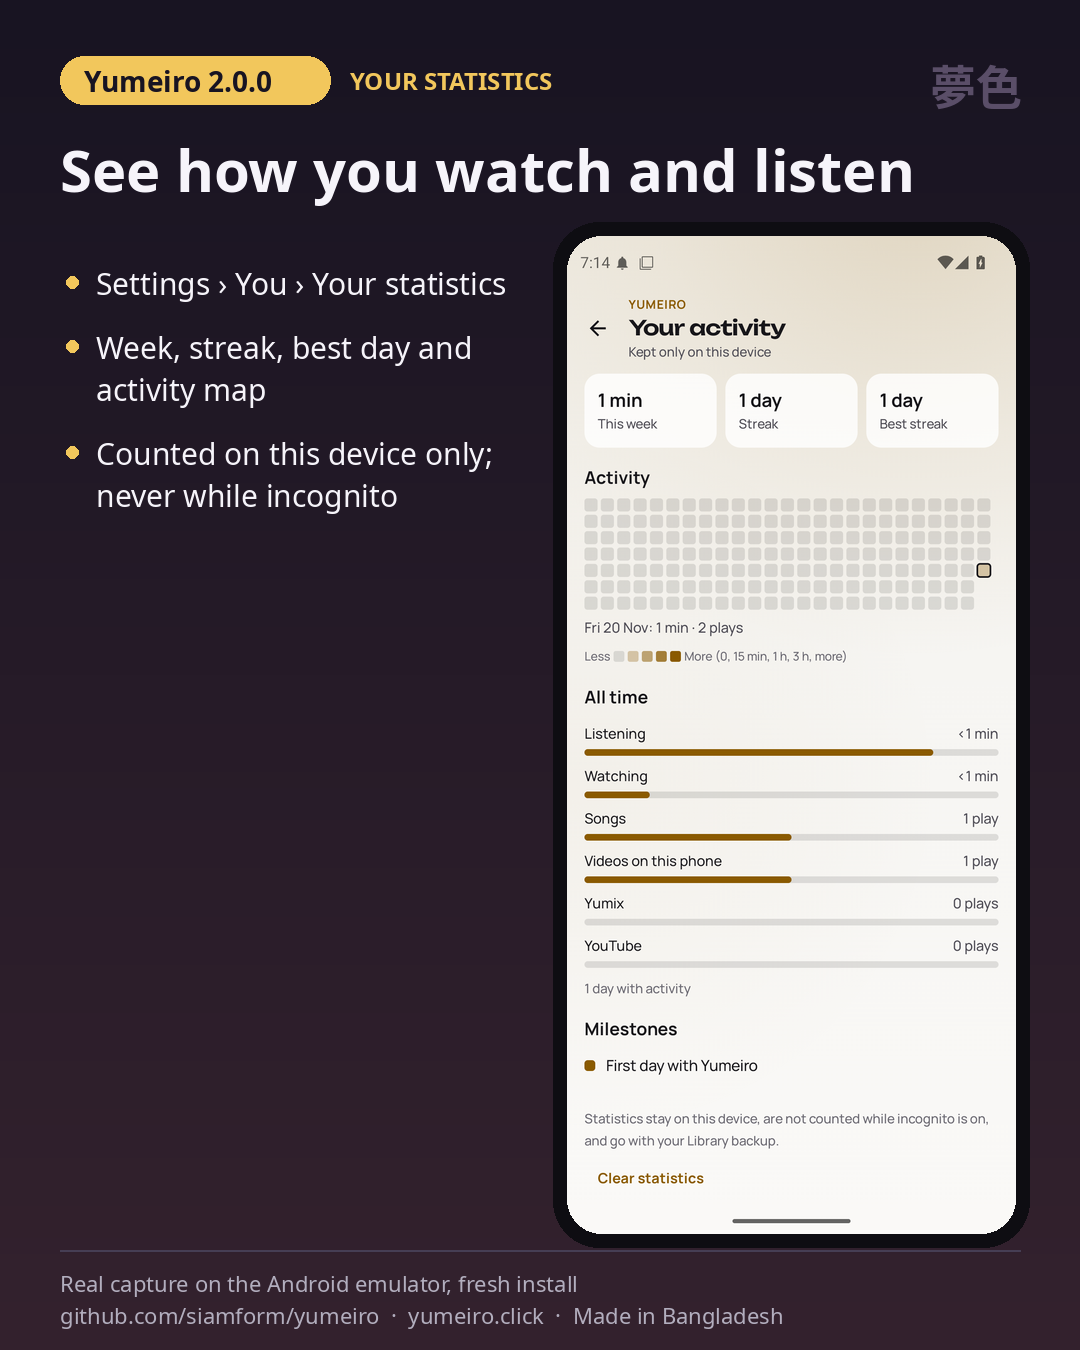 Yumeiro 2.0.0
YOUR STATISTICS
夢色
See how you watch and listen
Settings › You › Your statistics
Week, streak, best day and
activity map
Counted on this device only;
never while incognito
7:14
YUMEIRO
Your activity
Kept only on this device
1 min
This week
1 day
Streak
1 day
Best streak
Activity
Fri 20 Nov: 1 min · 2 plays
Less More (0, 15 min, 1 h, 3 h, more)
All time
Listening <1 min
Watching <1 min
Songs 1 play
Videos on this phone 1 play
Yumix 0 plays
YouTube 0 plays
1 day with activity
Milestones
First day with Yumeiro
Statistics stay on this device, are not counted while incognito is on,
and go with your Library backup.
Clear statistics
Real capture on the Android emulator, fresh install
github.com/siamform/yumeiro · yumeiro.click · Made in Bangladesh